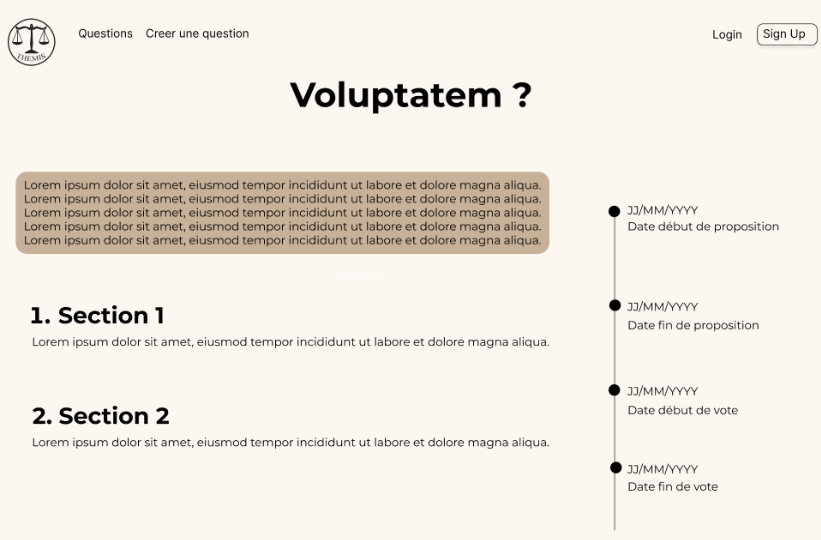 THEMIS
Questions
Creer une question
Login
Sign Up
Voluptatem ?
Lorem ipsum dolor sit amet, eiusmod tempor incididunt ut labore et dolore magna aliqua.
Lorem ipsum dolor sit amet, eiusmod tempor incididunt ut labore et dolore magna aliqua.
Lorem ipsum dolor sit amet, eiusmod tempor incididunt ut labore et dolore magna aliqua.
Lorem ipsum dolor sit amet, eiusmod tempor incididunt ut labore et dolore magna aliqua.
Lorem ipsum dolor sit amet, eiusmod tempor incididunt ut labore et dolore magna aliqua.
1. Section 1
Lorem ipsum dolor sit amet, eiusmod tempor incididunt ut labore et dolore magna aliqua.
2. Section 2
Lorem ipsum dolor sit amet, eiusmod tempor incididunt ut labore et dolore magna aliqua.
JJ/MM/YYYY
Date début de proposition
JJ/MM/YYYY
Date fin de proposition
JJ/MM/YYYY
Date début de vote
JJ/MM/YYYY
Date fin de vote